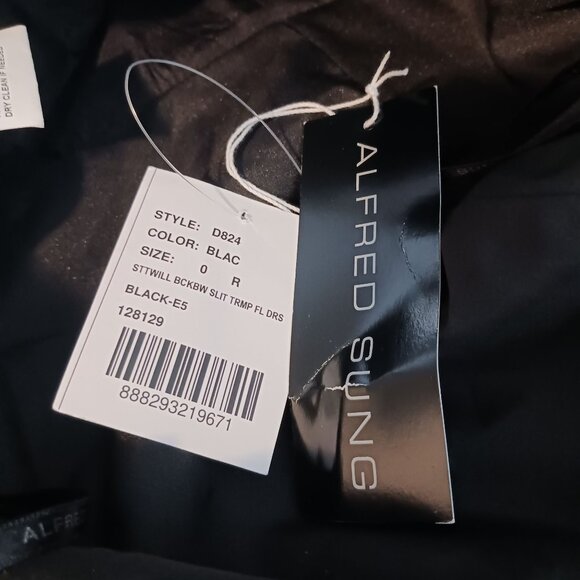 DRY CLEAN IF NEEDED
STYLE: D824
COLOR: BLAC
SIZE: 0 R
STTWILL BCKBW SLIT TRMP FL DRS
BLACK-E5
128129
888293219671
ALFRED SUNG
ALFRED